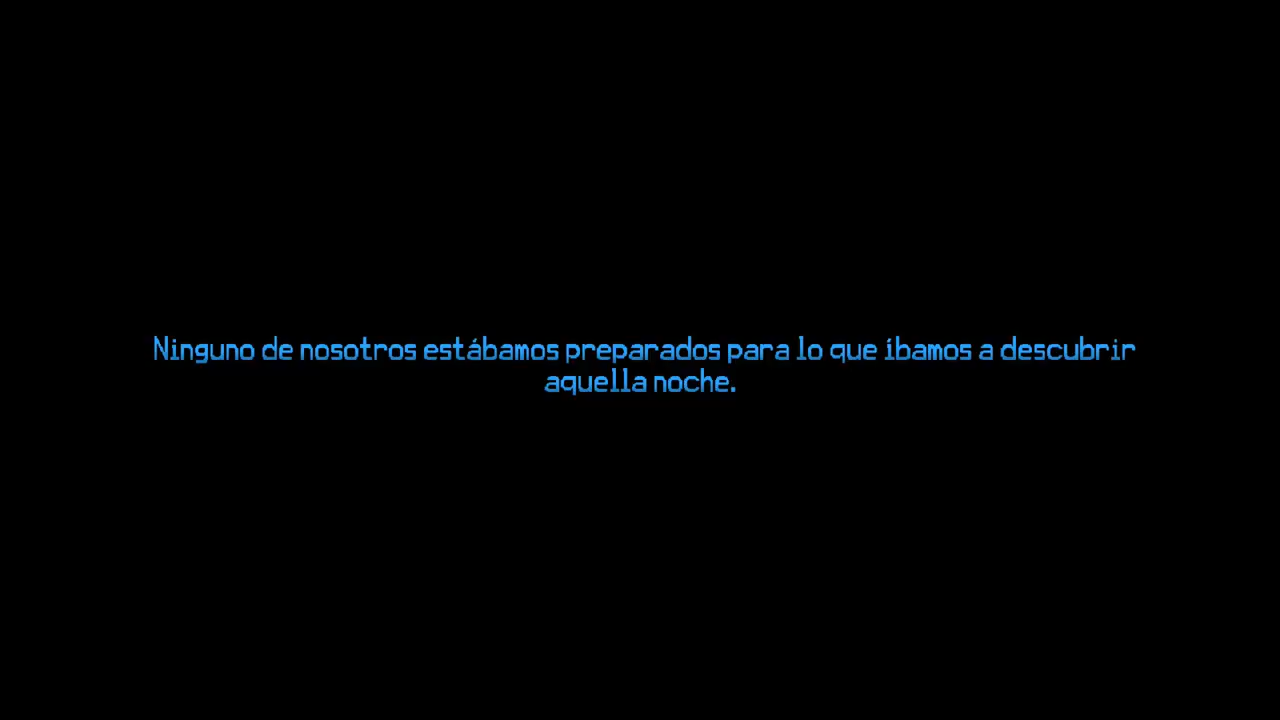 Ninguno de nosotros estábamos preparados para lo que íbamos a descubrir
aquella noche.